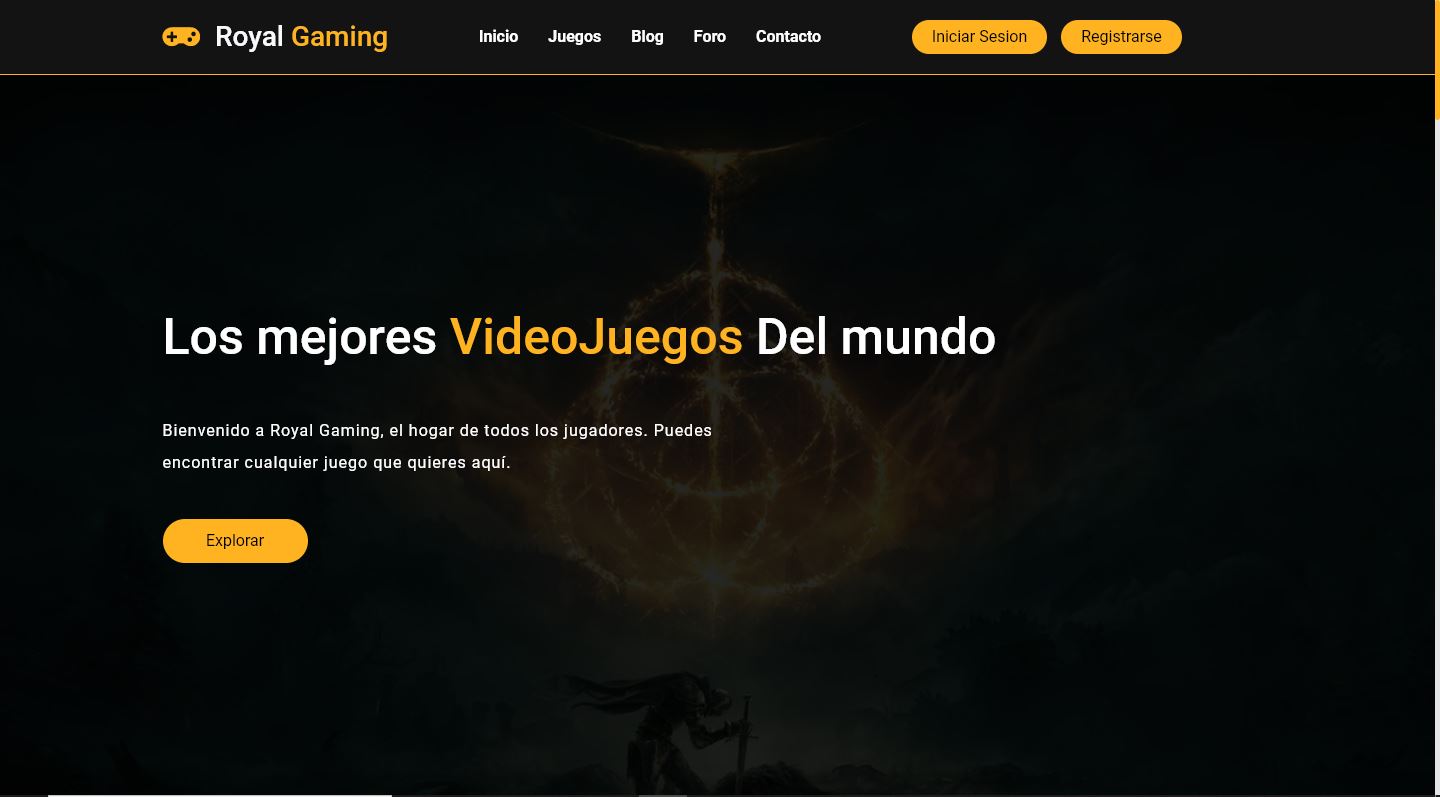 Royal Gaming
Inicio
Juegos
Blog
Foro
Contacto
Iniciar Sesion
Registrarse
Los mejores VideoJuegos Del mundo
Bienvenido a Royal Gaming, el hogar de todos los jugadores. Puedes
encontrar cualquier juego que quieres aquí.
Explorar